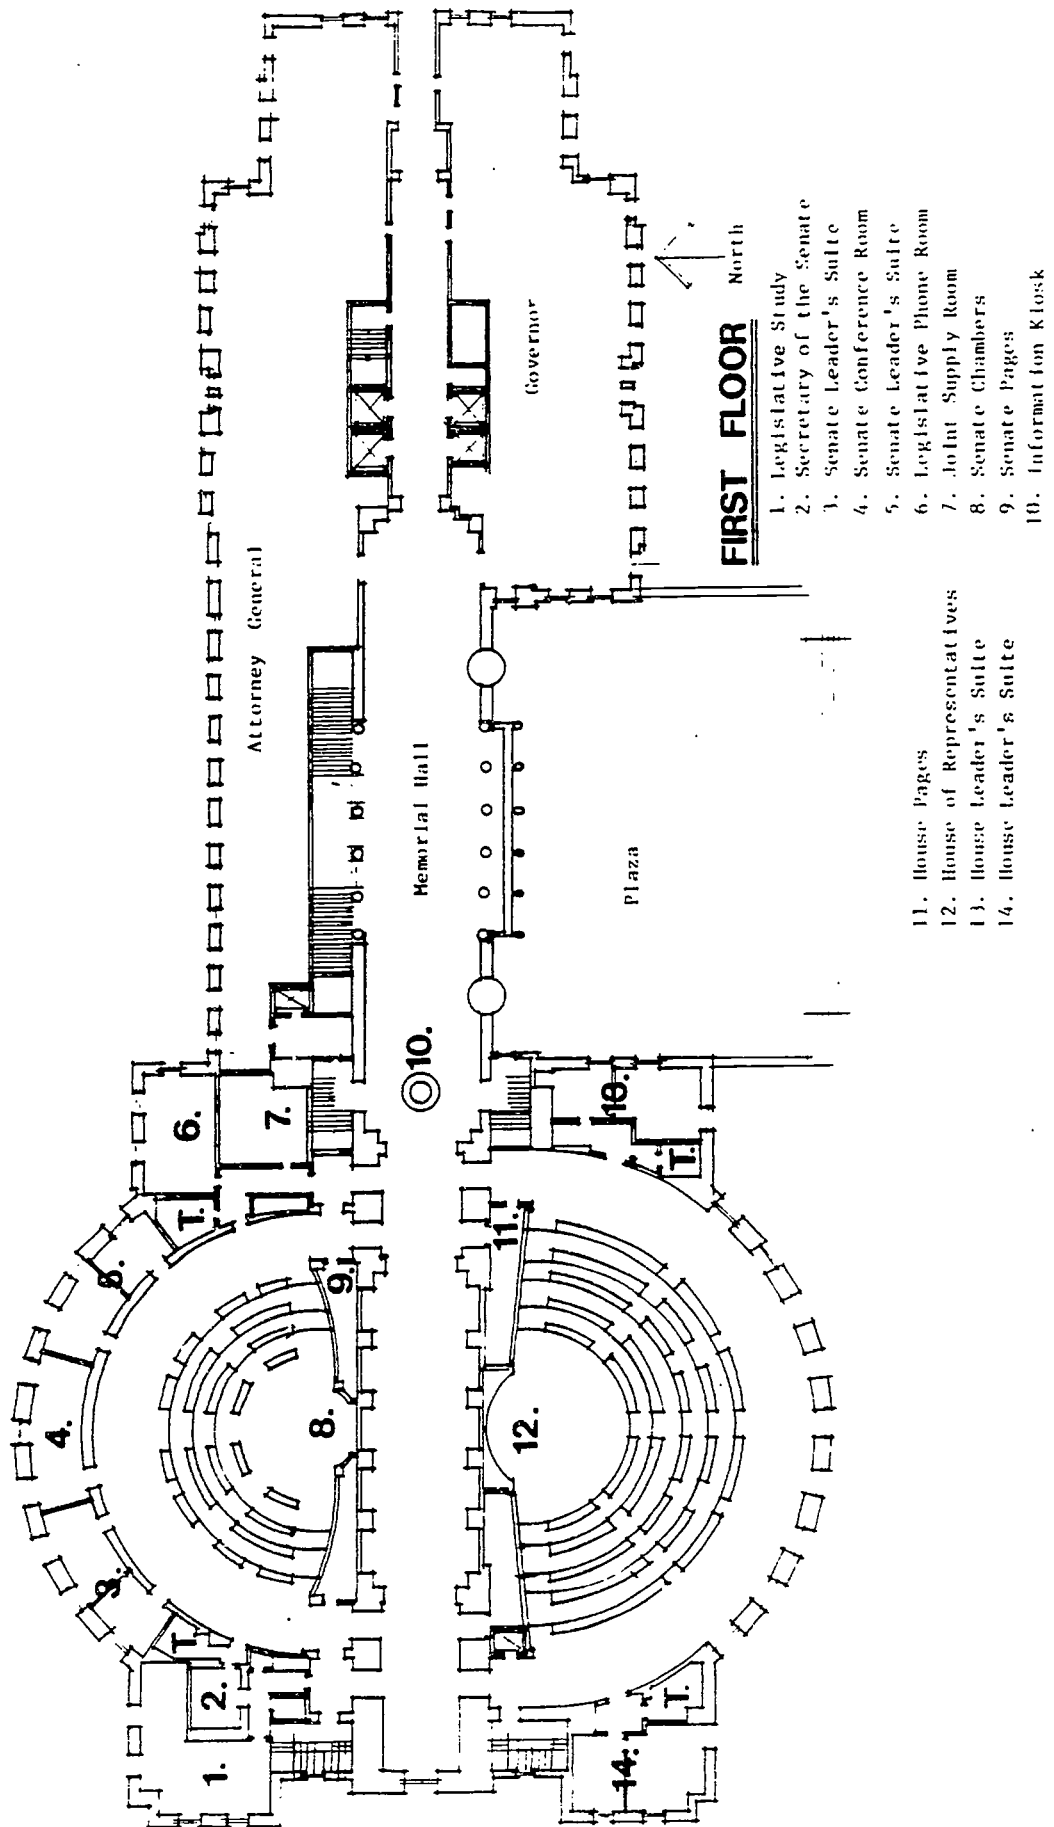 4.
3.
5.
1.
2.
T.
T.
6.
7.
Attorney General
8.
9.
10.
Memorial Hall
12.
11.
Governor
14.
Plaza
T.
T.
FIRST FLOOR
North
1. Legislative Study
2. Secretary of the Senate
3. Senate Leader's Suite
4. Senate Conference Room
5. Senate Leader's Suite
6. Legislative Phone Room
7. Joint Supply Room
8. Senate Chambers
9. Senate Pages
10. Information Kiosk
11. House Pages
12. House of Representatives
13. House Leader's Suite
14. House Leader's Suite